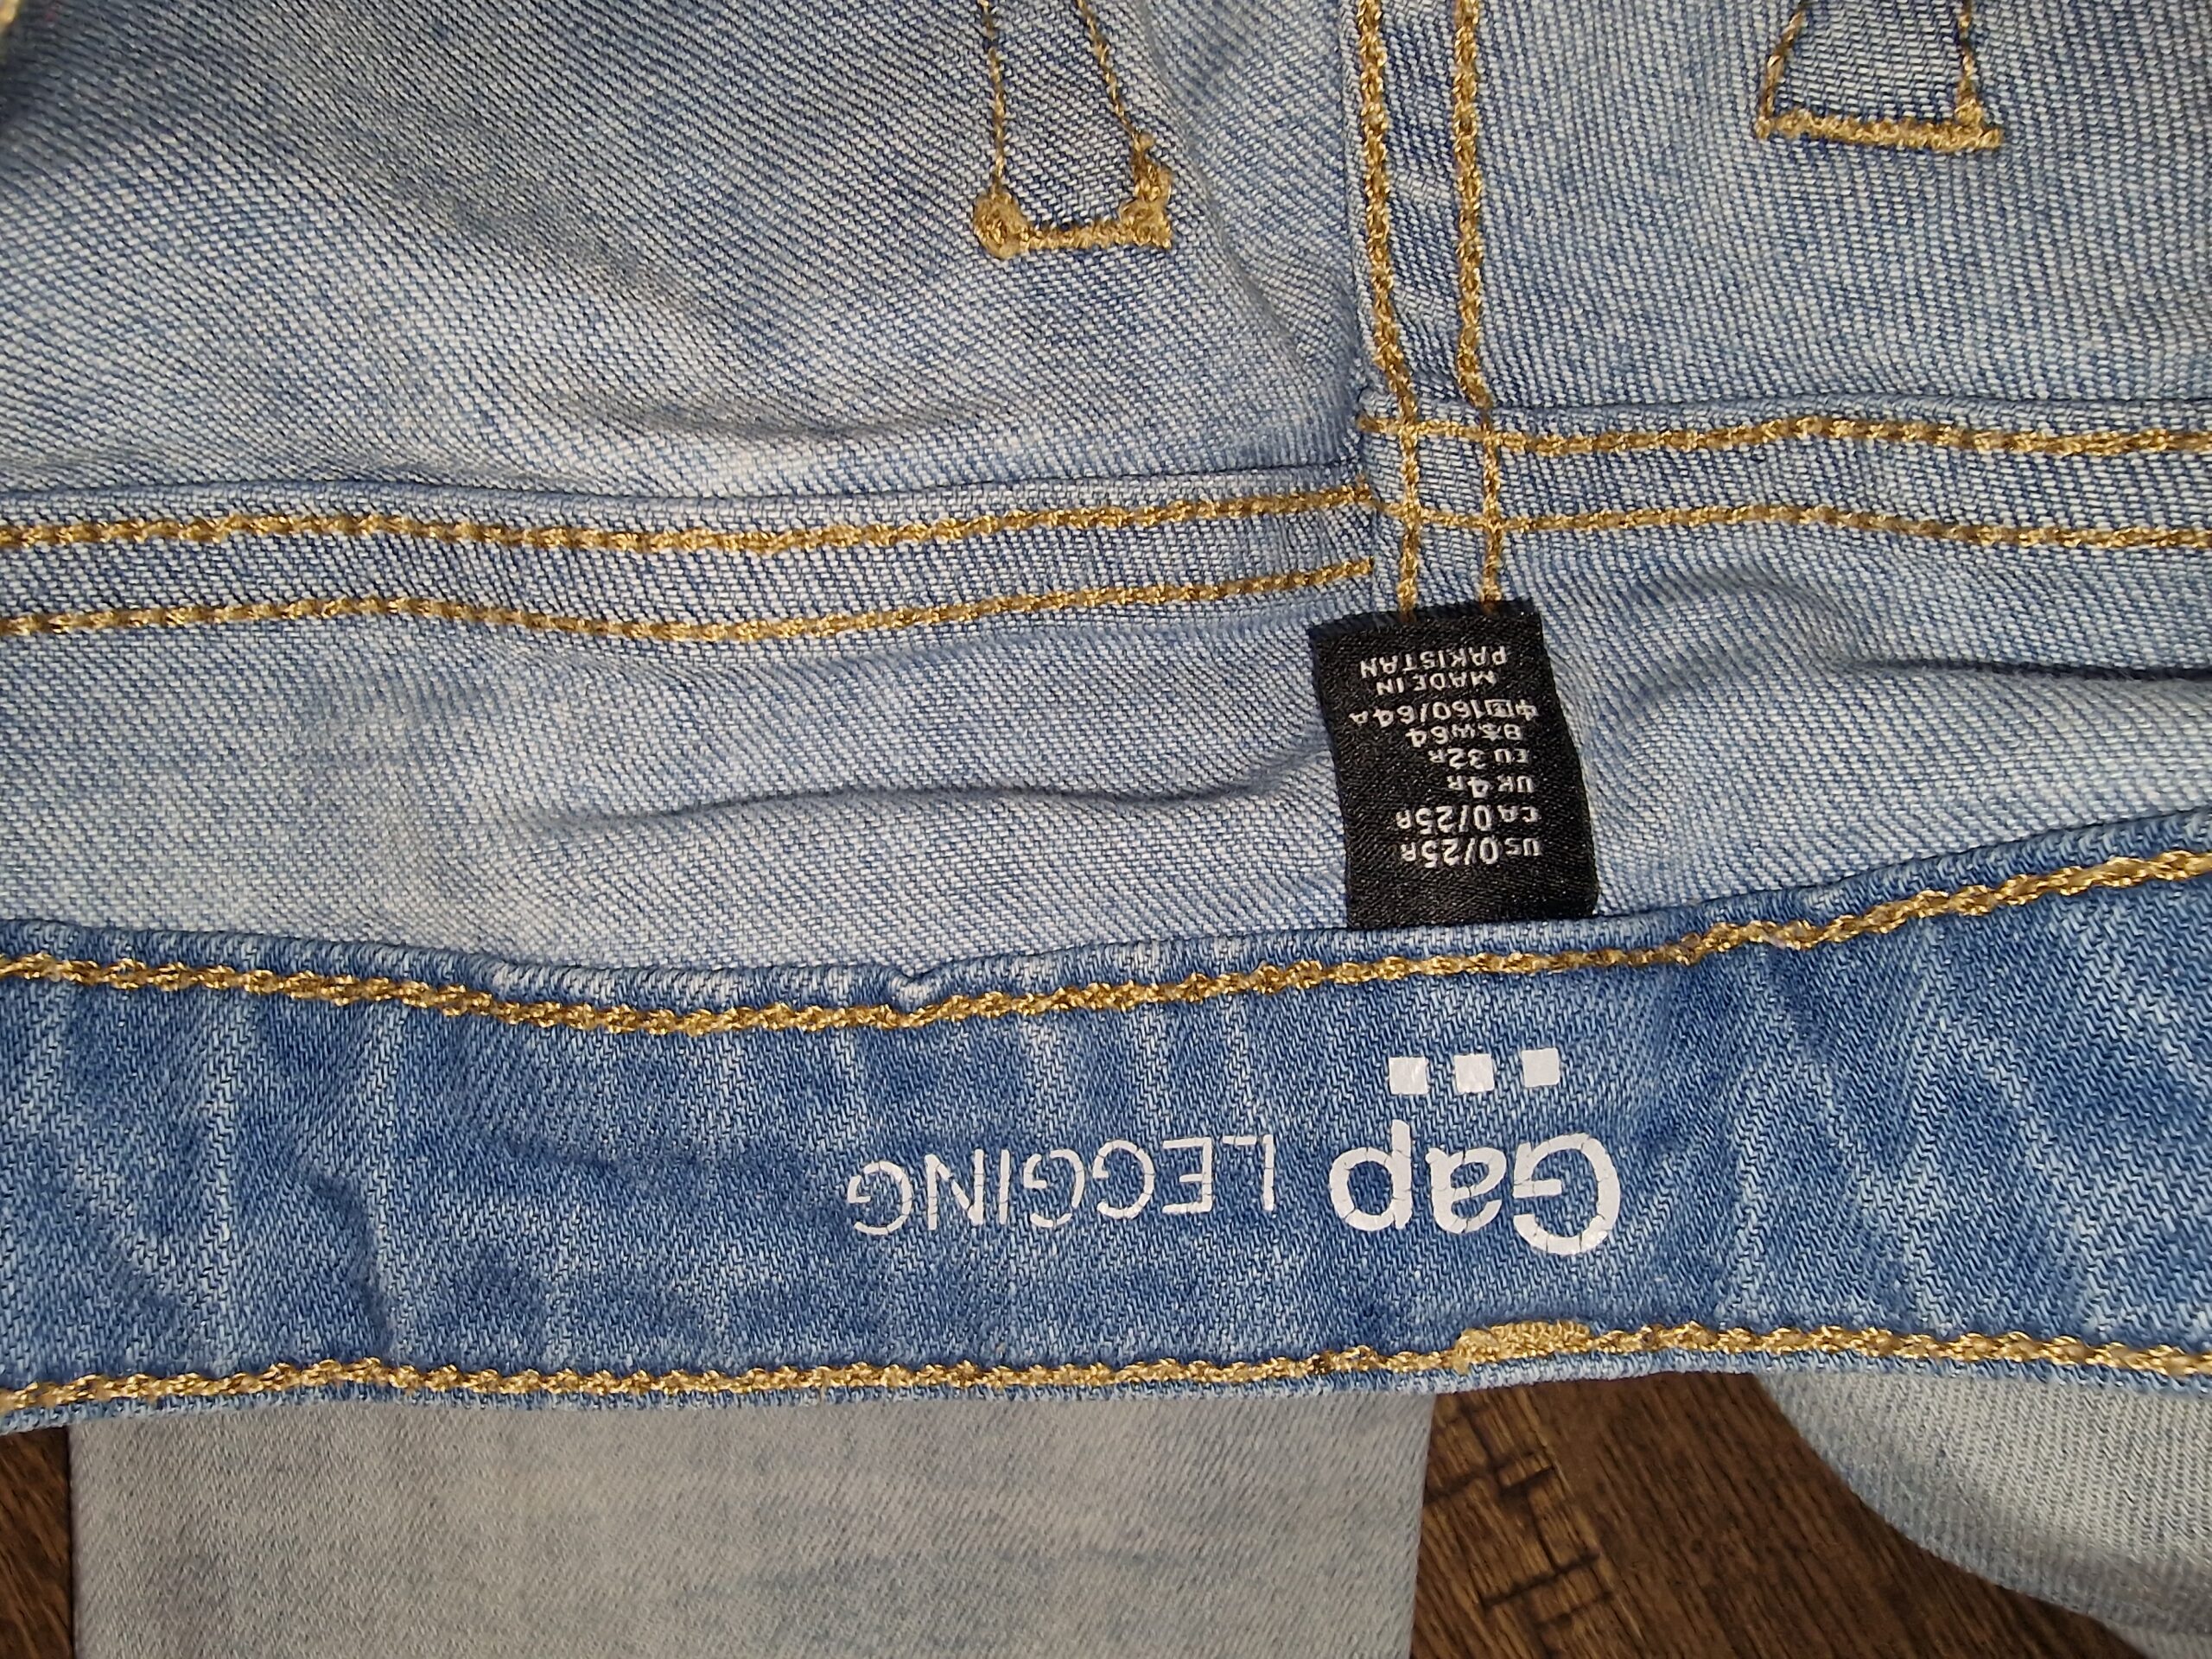 Gap LEGGING
US 0/25R
CA 0/25R
UK 4R
EU 32R
日本 W64
中国 160/64A
MADE IN
PAKISTAN